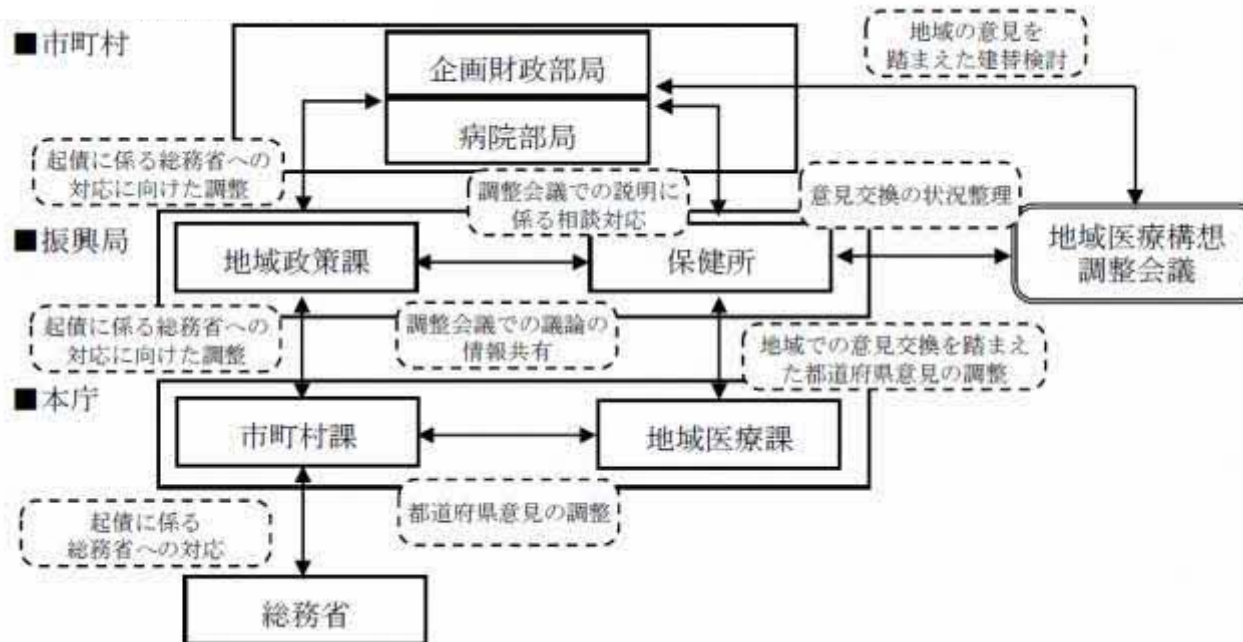 地域の意見を
踏まえた建替検討
■市町村
企画財政部局
病院部局
起債に係る総務省への
対応に向けた調整
調整会議での説明に
係る相談対応
意見交換の状況整理
■振興局
地域政策課
保健所
地域医療構想
調整会議
起債に係る総務省への
対応に向けた調整
調整会議での議論の
情報共有
地域での意見交換を踏まえ
た都道府県意見の調整
■本庁
市町村課
地域医療課
起債に係る
総務省への対応
都道府県意見の調整
総務省